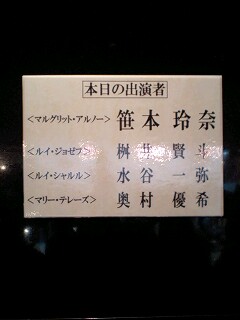 本日の出演者
<マルグリット・アルノー> 笹本 玲奈
<ルイ・ジョゼフ> 桝井 賢斗
<ルイ・シャルル> 水谷 一弥
<マリー・テレーズ> 奥村 優希